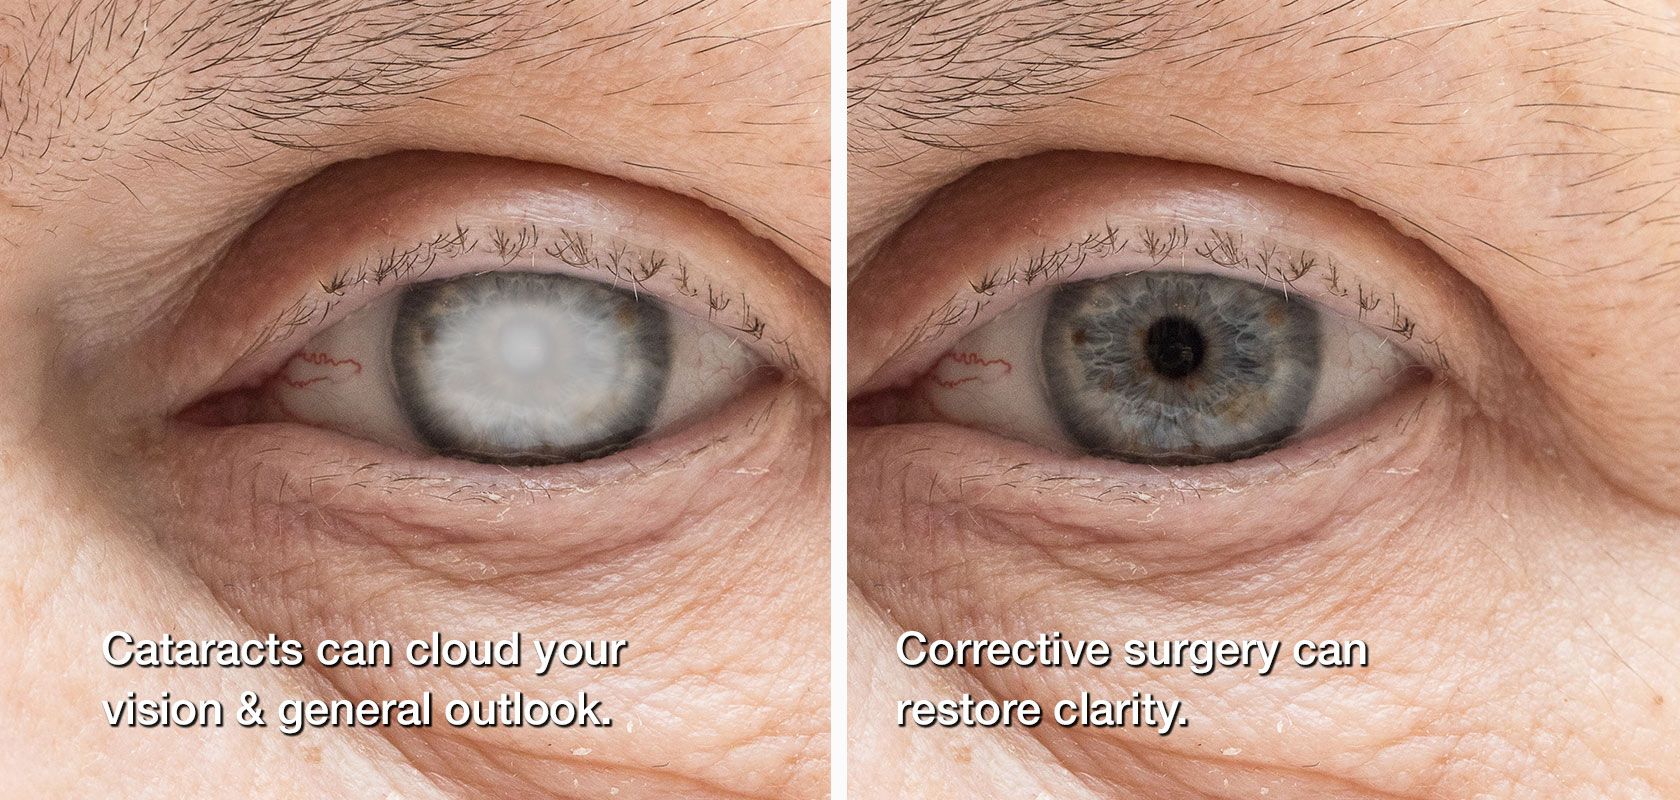 Cataracts can cloud your
vision & general outlook.
Corrective surgery can
restore clarity.